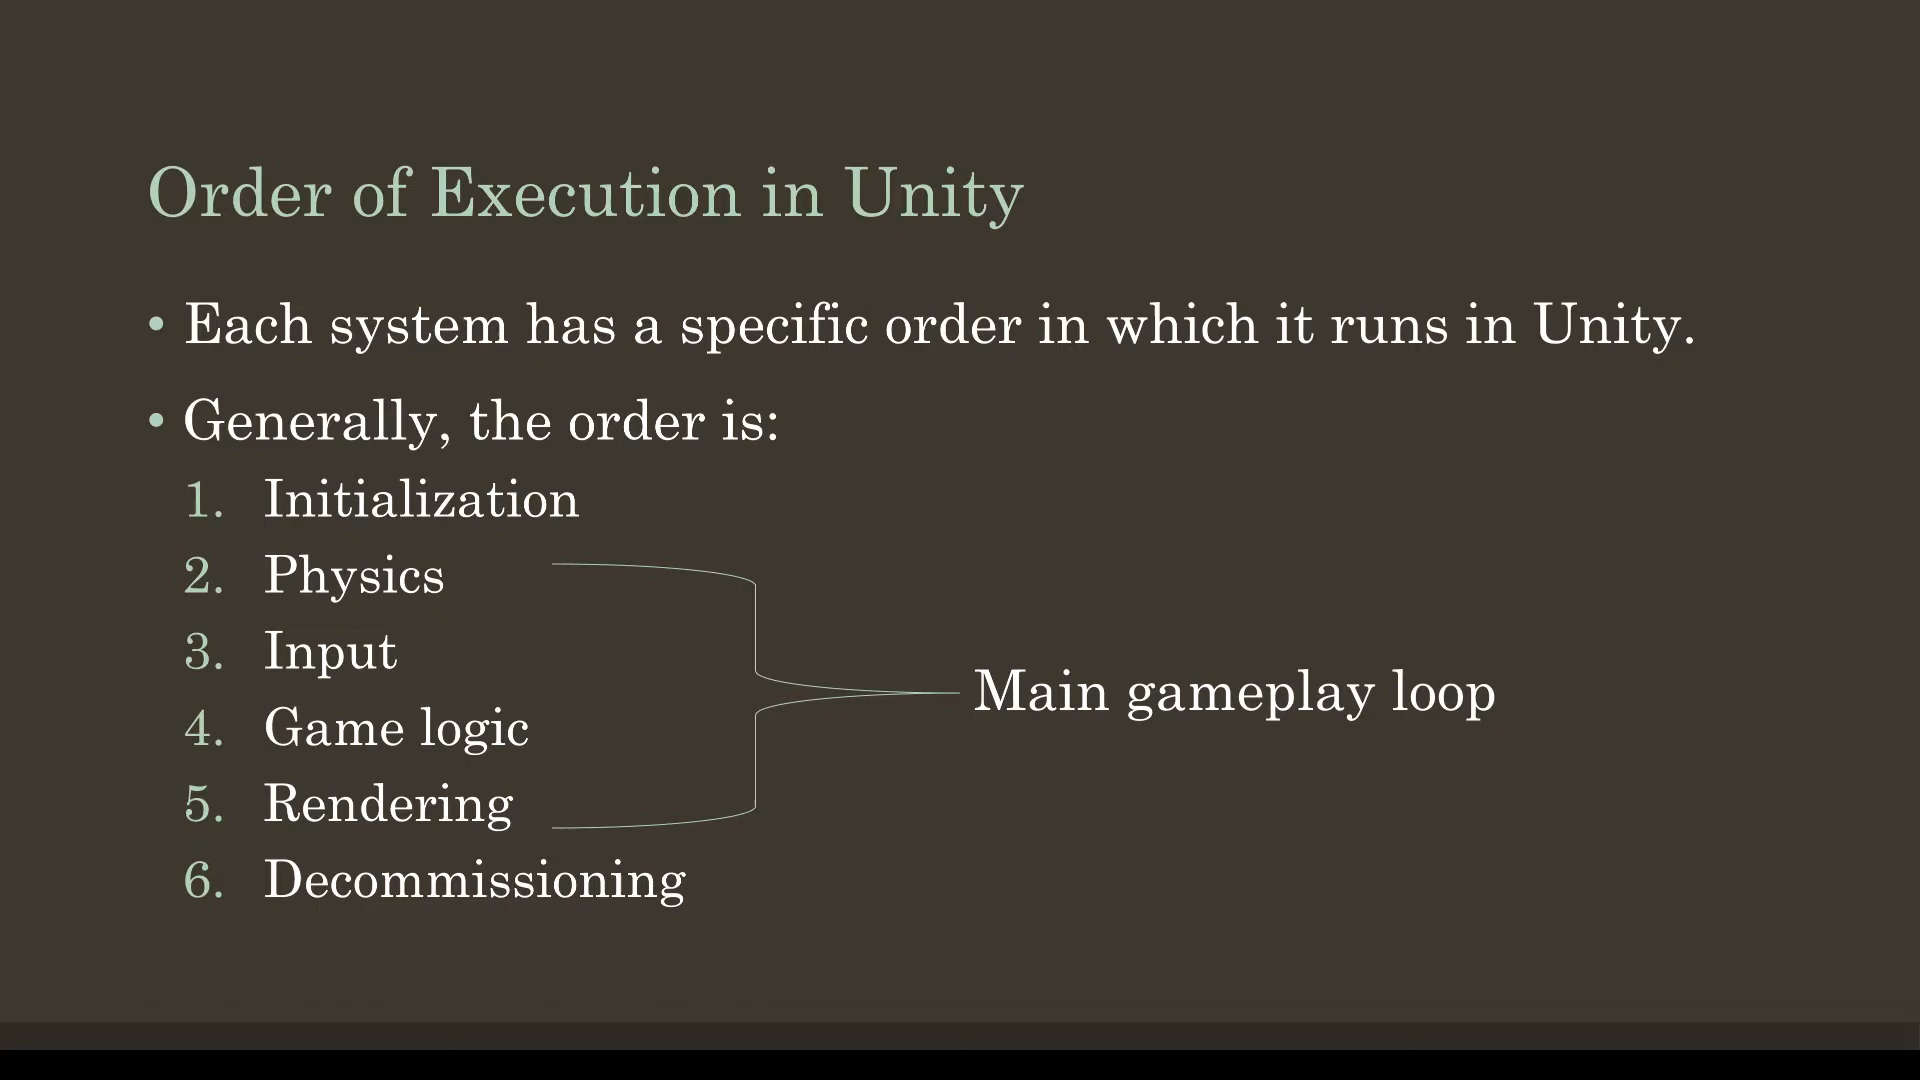 Order of Execution in Unity
• Each system has a specific order in which it runs in Unity.
• Generally, the order is:
1. Initialization
2. Physics
3. Input
4. Game logic
5. Rendering
6. Decommissioning
Main gameplay loop